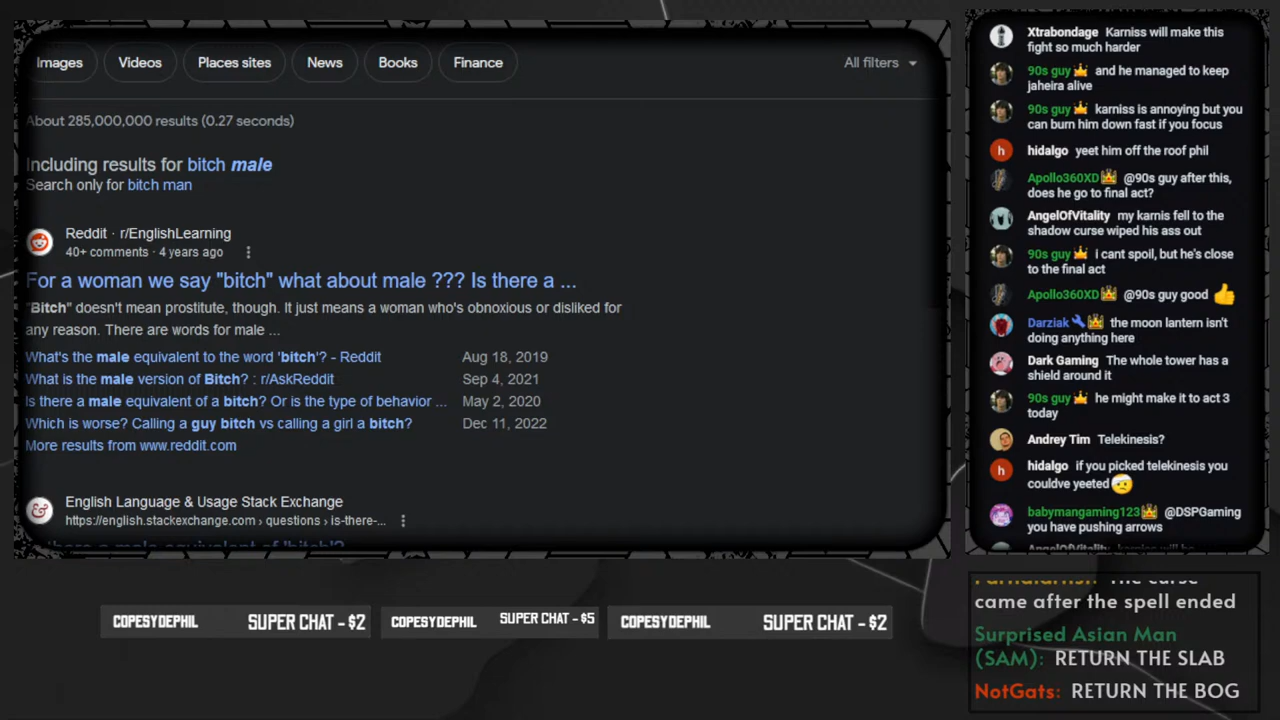 Images
Videos
Places sites
News
Books
Finance
All filters
About 285,000,000 results (0.27 seconds)
Including results for bitch male
Search only for bitch man
Reddit · r/EnglishLearning
40+ comments · 4 years ago
For a woman we say "bitch" what about male ??? Is there a ...
"Bitch" doesn't mean prostitute, though. It just means a woman who's obnoxious or disliked for
any reason. There are words for male ...
What's the male equivalent to the word 'bitch'? - Reddit Aug 18, 2019
What is the male version of Bitch? : r/AskReddit Sep 4, 2021
Is there a male equivalent of a bitch? Or is the type of behavior ... May 2, 2020
Which is worse? Calling a guy bitch vs calling a girl a bitch? Dec 11, 2022
More results from www.reddit.com
English Language & Usage Stack Exchange
https://english.stackexchange.com › questions › is-there-...
there a male equivalent of 'bitch'?
Xtrabondage Karniss will make this
fight so much harder
90s guy and he managed to keep
jaheira alive
90s guy karniss is annoying but you
can burn him down fast if you focus
h hidalgo yeet him off the roof phil
Apollo360XD @90s guy after this,
does he go to final act?
AngelOfVitality my karnis fell to the
shadow curse wiped his ass out
90s guy I cant spoil, but he's close
to the final act
Apollo360XD @90s guy good 👍
Darziak the moon lantern isn't
doing anything here
Dark Gaming The whole tower has a
shield around it
90s guy he might make it to act 3
today
Andrey Tim Telekinesis?
h hidalgo if you picked telekinesis you
couldve yeeted 🤕
babymangaming123 @DSPGaming
you have pushing arrows
AngelOfVitality karniss will be
COPESYDEPHIL SUPER CHAT - $2
COPESYDEPHIL SUPER CHAT - $5
COPESYDEPHIL SUPER CHAT - $2
The curse
came after the spell ended
Surprised Asian Man
(SAM): RETURN THE SLAB
NotGats: RETURN THE BOG